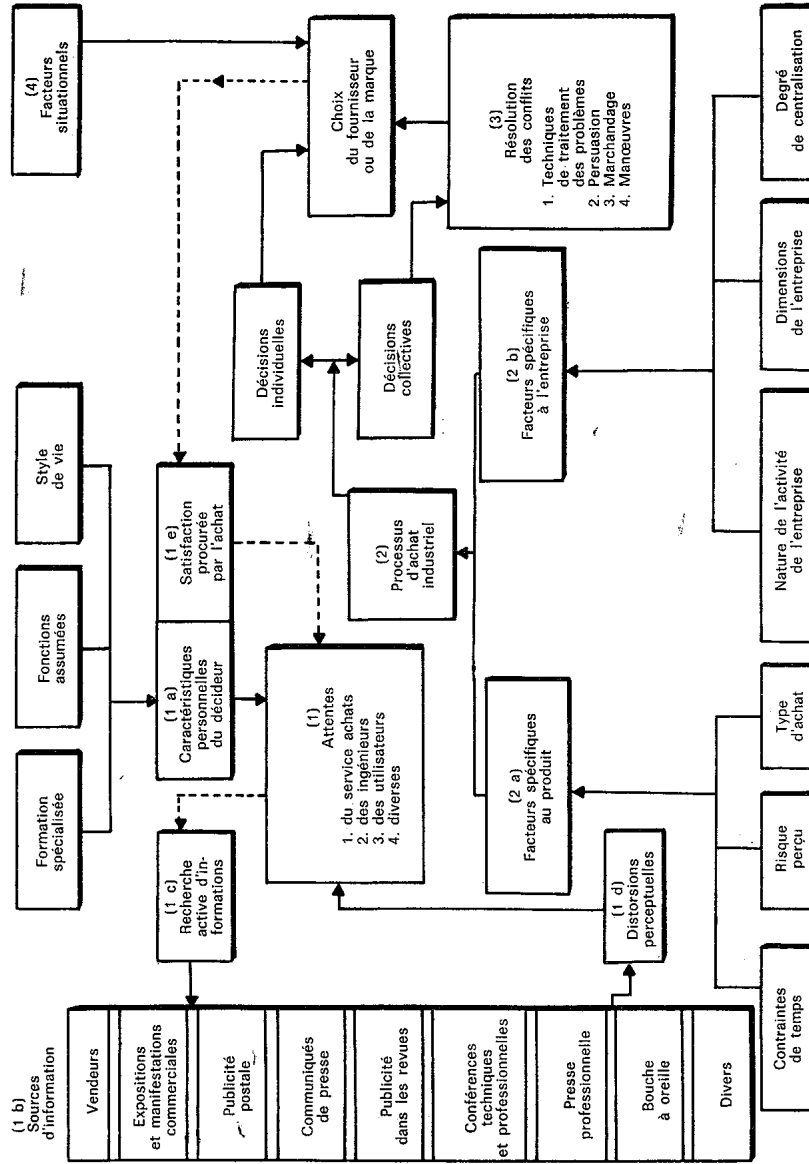 (1 b)
Sources
d'information
Vendeurs
Expositions
et manifestations
commerciales
Publicité
postale
Communiqués
de presse
Publicité
dans les revues
Conférences
techniques
et professionnelles
Presse
professionnelle
Bouche
à oreille
Divers
Formation
spécialisée
Fonctions
assumées
Style
de vie
(4)
Facteurs
situationnels
(1 c)
Recherche
active d'in-
formations
(1 a)
Caractéristiques
personnelles
du décideur
(1 e)
Satisfaction
procurée
par l'achat
(1)
Attentes
1. du service achats
2. des ingénieurs
3. des utilisateurs
4. diverses
(1 d)
Distorsions
perceptuelles
(2)
Processus
d'achat
industriel
Décisions
individuelles
Décisions
collectives
Choix
du fournisseur
ou de la marque
(3)
Résolution
des conflits
1. Techniques
de traitement
des problèmes
2. Persuasion
3. Marchandage
4. Manœuvres
(2 a)
Facteurs spécifiques
au produit
(2 b)
Facteurs spécifiques
à l'entreprise
Contraintes
de temps
Risque
perçu
Type
d'achat
Nature de l'activité
de l'entreprise
Dimensions
de l'entreprise
Degré
de centralisation